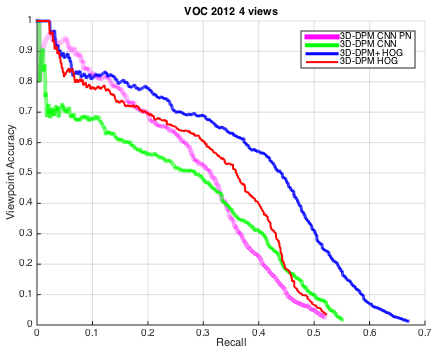 VOC 2012 4 views
3D-DPM CNN PN
3D-DPM CNN
3D-DPM+HOG
3D-DPM HOG
Viewpoint Accuracy
1
0.9
0.8
0.7
0.6
0.5
0.4
0.3
0.2
0.1
0
0 0.1 0.2 0.3 0.4 0.5 0.6 0.7
Recall